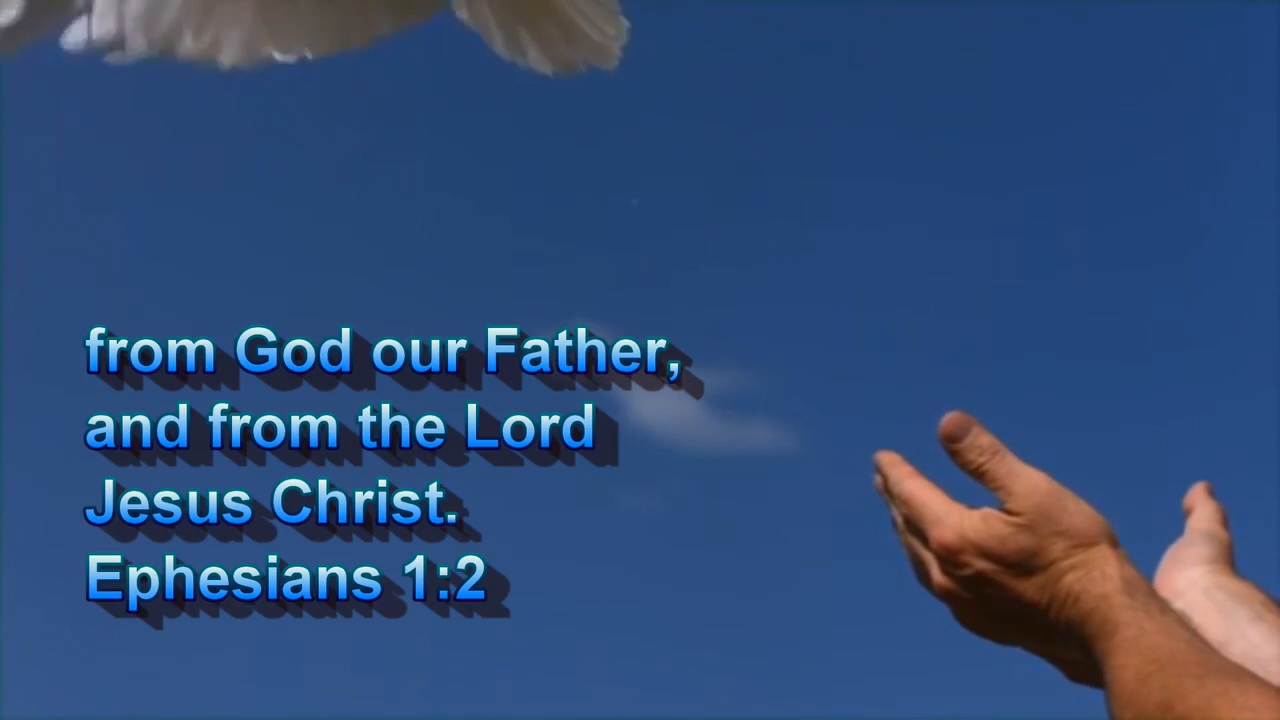 from God our Father,
and from the Lord
Jesus Christ.
Ephesians 1:2